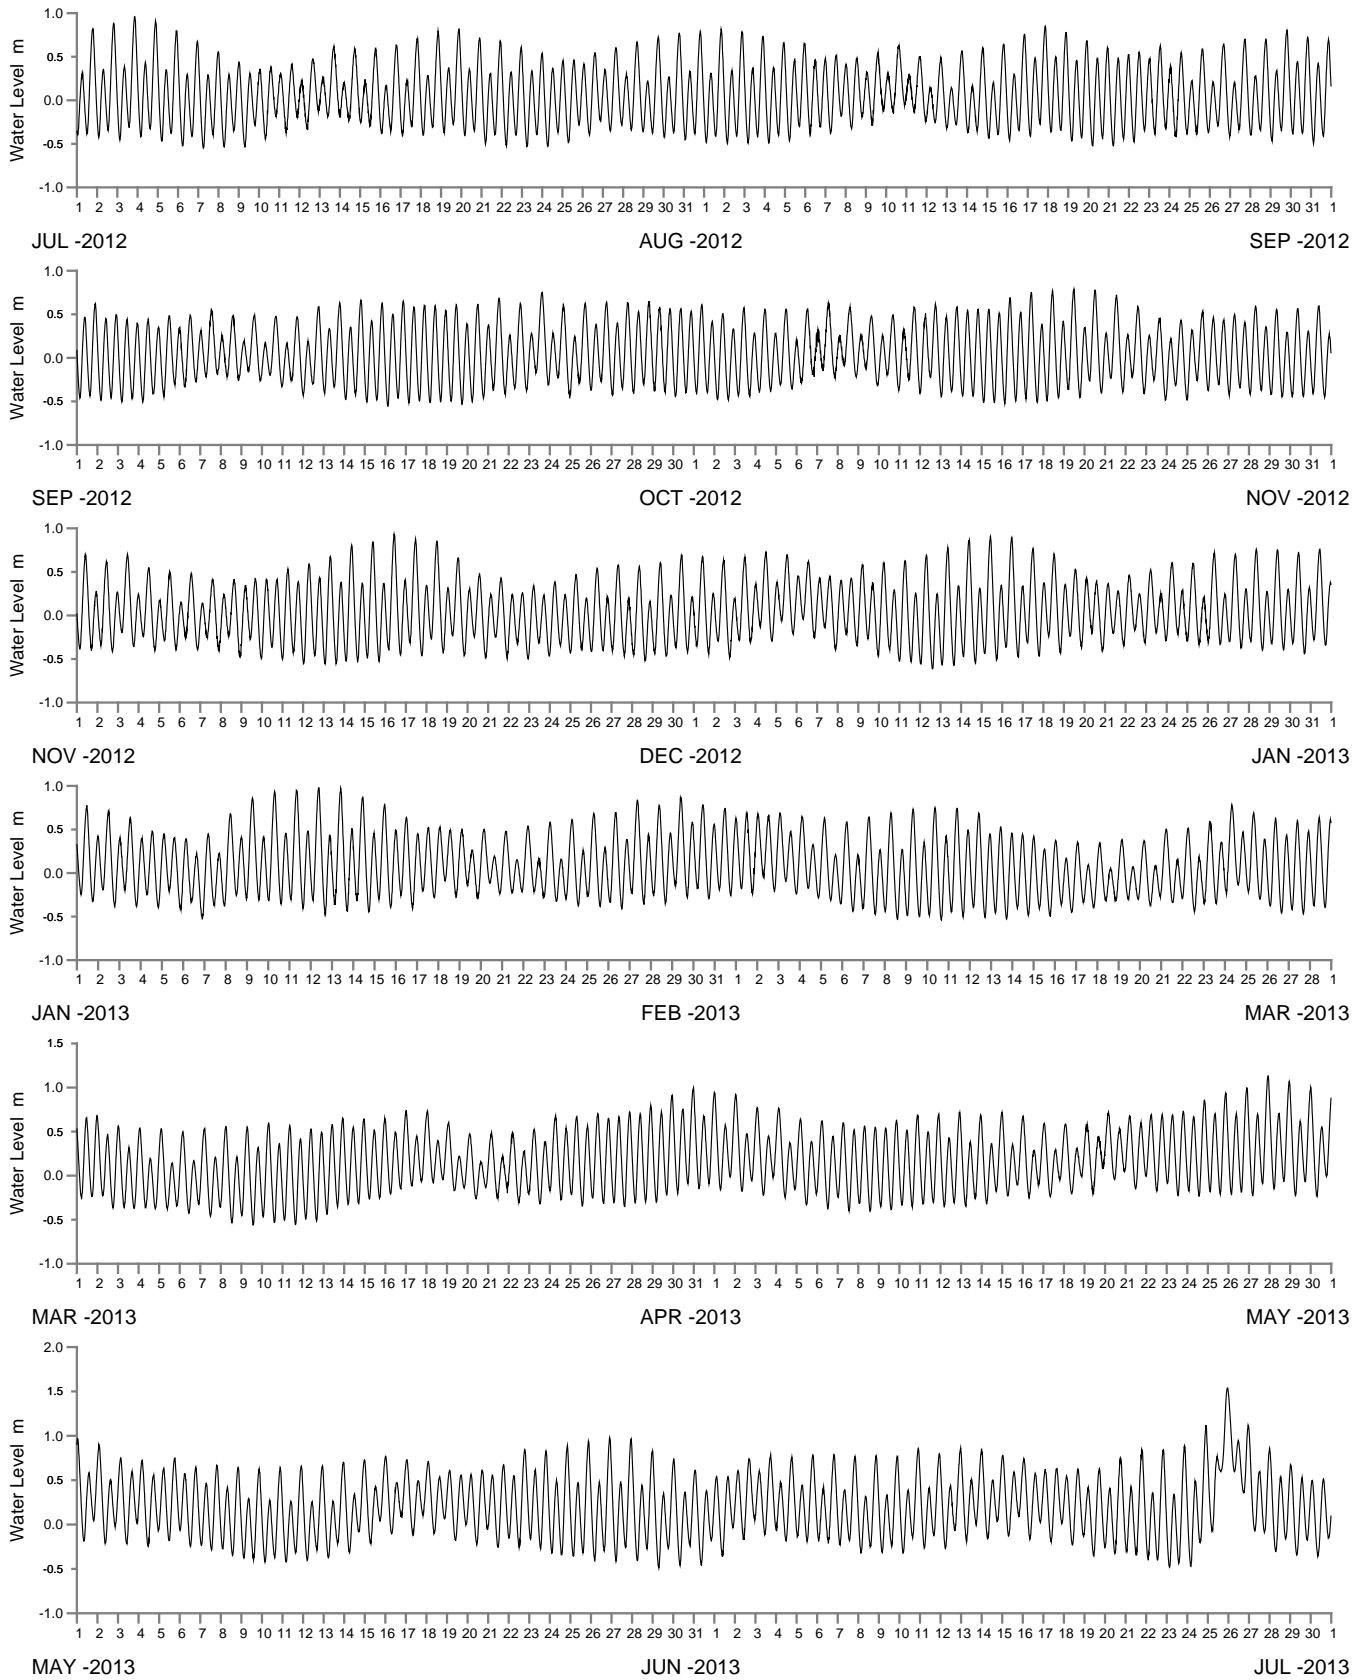 Water Level  m
1.0
0.5
0.0
-0.5
-1.0
1 2 3 4 5 6 7 8 9 10 11 12 13 14 15 16 17 18 19 20 21 22 23 24 25 26 27 28 29 30 31 1 2 3 4 5 6 7 8 9 10 11 12 13 14 15 16 17 18 19 20 21 22 23 24 25 26 27 28 29 30 31 1
JUL -2012 AUG -2012 SEP -2012
Water Level  m
1.0
0.5
0.0
-0.5
-1.0
1 2 3 4 5 6 7 8 9 10 11 12 13 14 15 16 17 18 19 20 21 22 23 24 25 26 27 28 29 30 1 2 3 4 5 6 7 8 9 10 11 12 13 14 15 16 17 18 19 20 21 22 23 24 25 26 27 28 29 30 31 1
SEP -2012 OCT -2012 NOV -2012
Water Level  m
1.0
0.5
0.0
-0.5
-1.0
1 2 3 4 5 6 7 8 9 10 11 12 13 14 15 16 17 18 19 20 21 22 23 24 25 26 27 28 29 30 1 2 3 4 5 6 7 8 9 10 11 12 13 14 15 16 17 18 19 20 21 22 23 24 25 26 27 28 29 30 31 1
NOV -2012 DEC -2012 JAN -2013
Water Level  m
1.0
0.5
0.0
-0.5
-1.0
1 2 3 4 5 6 7 8 9 10 11 12 13 14 15 16 17 18 19 20 21 22 23 24 25 26 27 28 29 30 31 1 2 3 4 5 6 7 8 9 10 11 12 13 14 15 16 17 18 19 20 21 22 23 24 25 26 27 28 1
JAN -2013 FEB -2013 MAR -2013
Water Level  m
1.5
1.0
0.5
0.0
-0.5
-1.0
1 2 3 4 5 6 7 8 9 10 11 12 13 14 15 16 17 18 19 20 21 22 23 24 25 26 27 28 29 30 31 1 2 3 4 5 6 7 8 9 10 11 12 13 14 15 16 17 18 19 20 21 22 23 24 25 26 27 28 29 30 1
MAR -2013 APR -2013 MAY -2013
Water Level  m
2.0
1.5
1.0
0.5
0.0
-0.5
-1.0
1 2 3 4 5 6 7 8 9 10 11 12 13 14 15 16 17 18 19 20 21 22 23 24 25 26 27 28 29 30 31 1 2 3 4 5 6 7 8 9 10 11 12 13 14 15 16 17 18 19 20 21 22 23 24 25 26 27 28 29 30 1
MAY -2013 JUN -2013 JUL -2013